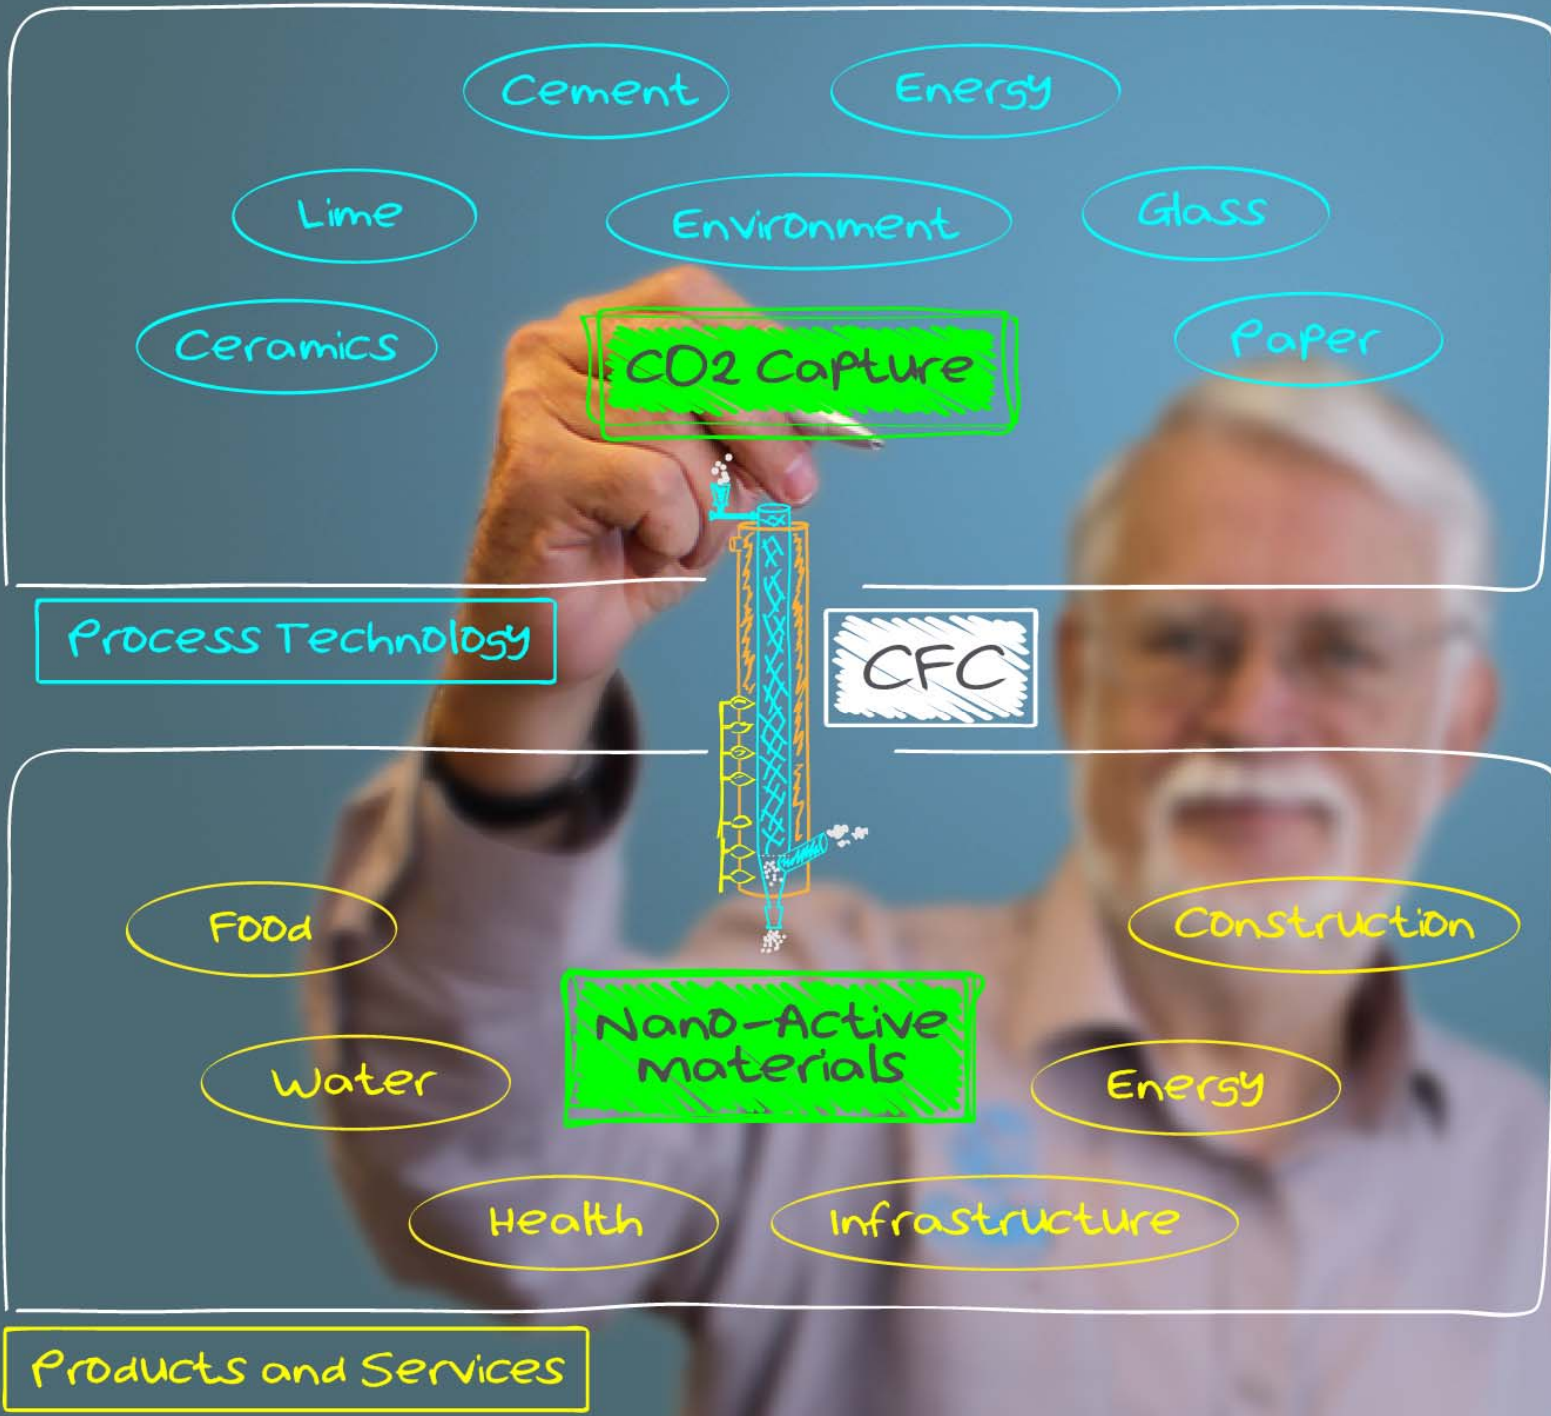 Cement
Energy
Lime
Environment
Glass
Ceramics
CO2 Capture
Paper
Process Technology
CFC
Food
Construction
Nano-Active
materials
Water
Energy
Health
Infrastructure
Products and Services